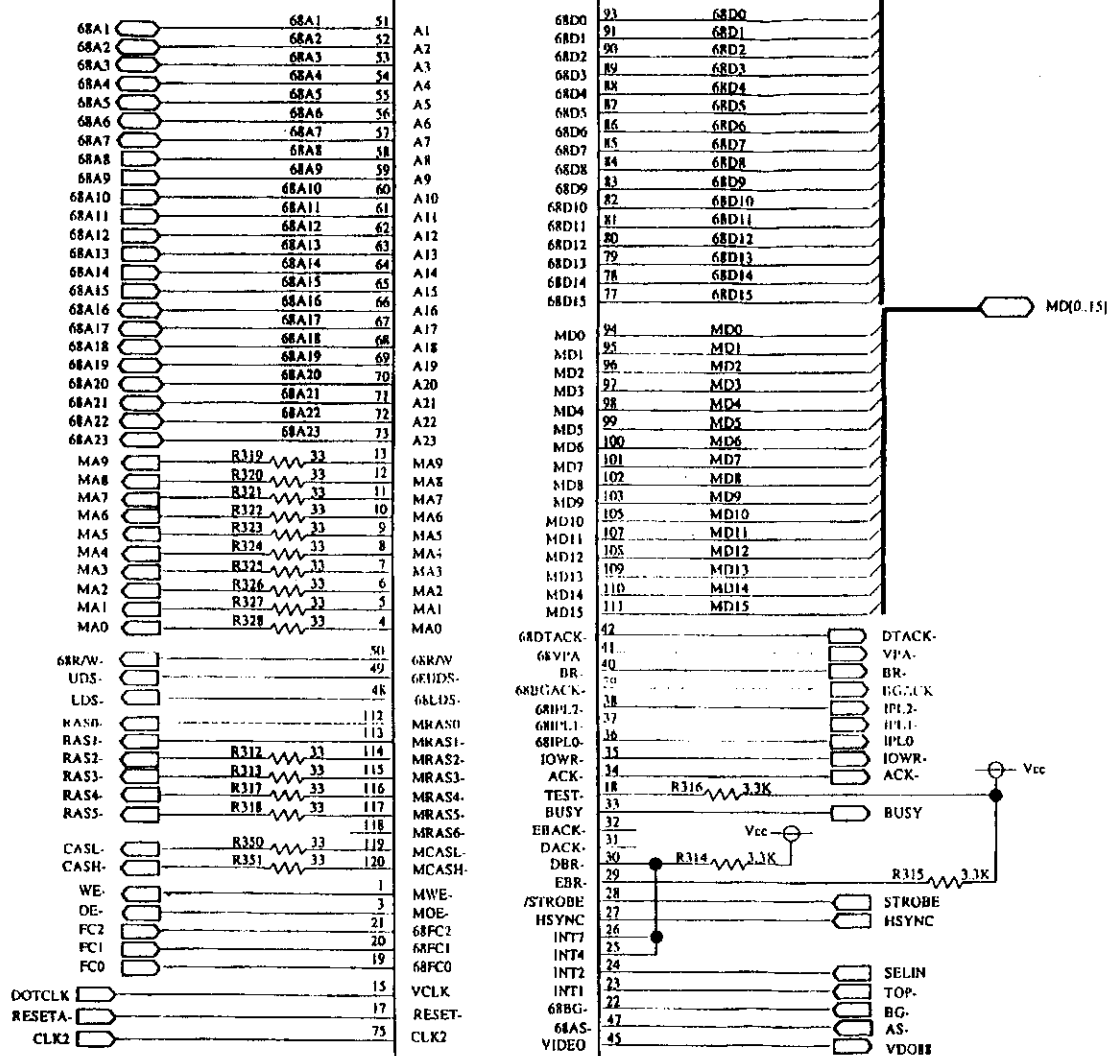 68A1 68A1 51 A1
68A2 68A2 52 A2
68A3 68A3 53 A3
68A4 68A4 54 A4
68A5 68A5 55 A5
68A6 68A6 56 A6
68A7 68A7 57 A7
68A8 68A8 58 A8
68A9 68A9 59 A9
68A10 68A10 60 A10
68A11 68A11 61 A11
68A12 68A12 62 A12
68A13 68A13 63 A13
68A14 68A14 64 A14
68A15 68A15 65 A15
68A16 68A16 66 A16
68A17 68A17 67 A17
68A18 68A18 68 A18
68A19 68A19 69 A19
68A20 68A20 70 A20
68A21 68A21 71 A21
68A22 68A22 72 A22
68A23 68A23 73 A23
MA9 R319 33 13 MA9
MA8 R320 33 12 MA8
MA7 R321 33 11 MA7
MA6 R322 33 10 MA6
MA5 R323 33 9 MA5
MA4 R324 33 8 MA4
MA3 R325 33 7 MA3
MA2 R326 33 6 MA2
MA1 R327 33 5 MA1
MA0 R328 33 4 MA0
68R/W- 50 68R/W
UDS- 49 68UDS-
LDS- 48 68LDS-
RAS0- 112 MRAS0
RAS1- 113 MRAS1-
RAS2- R312 33 114 MRAS2-
RAS3- R313 33 115 MRAS3-
RAS4- R317 33 116 MRAS4-
RAS5- R318 33 117 MRAS5-
118 MRAS6-
CASL- R350 33 119 MCASL-
CASH- R351 33 120 MCASH-
WE- 1 MWE-
OE- 3 MOE-
FC2 21 68FC2
FC1 20 68FC1
FC0 19 68FC0
DOTCLK 15 VCLK
RESETA- 17 RESET-
CLK2 75 CLK2
68D0 93 68D0
68D1 91 68D1
68D2 90 68D2
68D3 89 68D3
68D4 88 68D4
68D5 87 68D5
68D6 86 68D6
68D7 85 68D7
68D8 84 68D8
68D9 83 68D9
68D10 82 68D10
68D11 81 68D11
68D12 80 68D12
68D13 79 68D13
68D14 78 68D14
68D15 77 68D15
MD[0..15]
MD0 94 MD0
MD1 95 MD1
MD2 96 MD2
MD3 97 MD3
MD4 98 MD4
MD5 99 MD5
MD6 100 MD6
MD7 101 MD7
MD8 102 MD8
MD9 103 MD9
MD10 105 MD10
MD11 107 MD11
MD12 108 MD12
MD13 109 MD13
MD14 110 MD14
MD15 111 MD15
68DTACK- 42 DTACK-
68VPA 41 VPA-
BR- 40 BR-
68BGACK- 39 BGACK
68IPL2- 38 IPL2-
68IPL1- 37 IPL1-
68IPL0- 36 IPL0
IOWR- 35 IOWR-
ACK- 34 ACK- Vcc
TEST- 18 R316 3.3K
BUSY 33 BUSY
EBACK- 32 Vcc
DACK- 31
DBR- 30 R314 3.3K
EBR- 29 R315 3.3K
/STROBE 28 STROBE
HSYNC 27 HSYNC
INT7 26
INT4 25
INT2 24 SELIN
INT1 23 TOP-
68BG- 22 BG-
68AS- 47 AS-
VIDEO 45